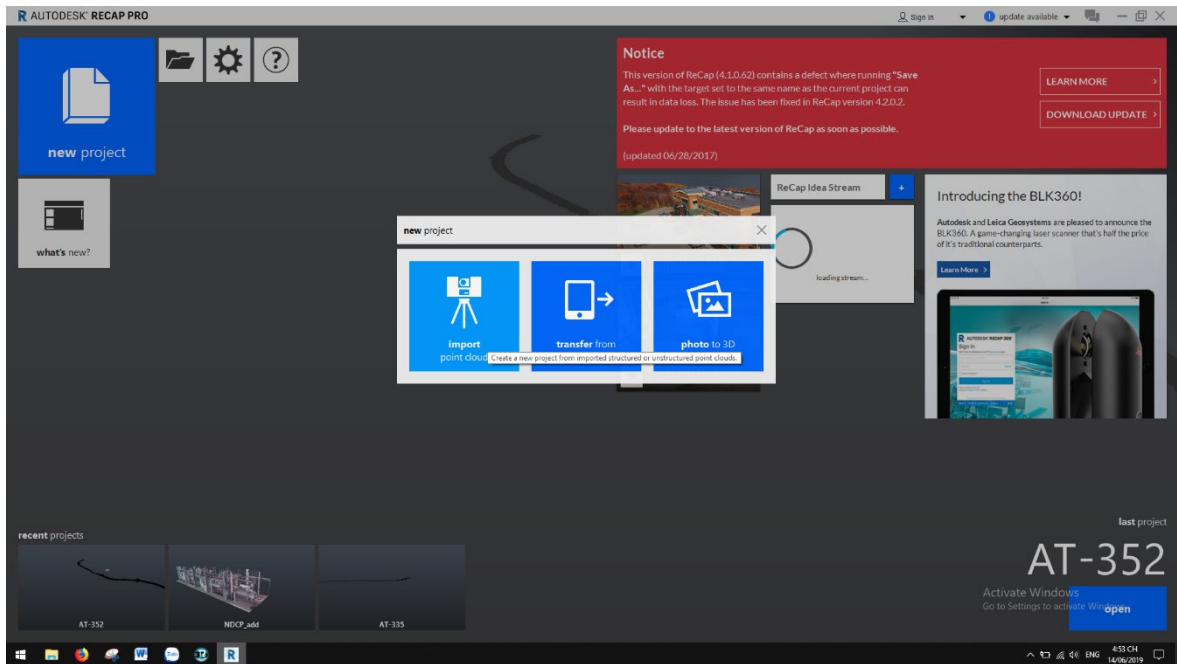 AUTODESK® RECAP PRO
Sign in
update available
new project
what's new?
Notice
This version of ReCap (4.1.0.62) contains a defect where running "Save
As..." with the target set to the same name as the current project can
result in data loss. The issue has been fixed in ReCap version 4.2.0.2.
Please update to the latest version of ReCap as soon as possible.
(updated 06/28/2017)
LEARN MORE
DOWNLOAD UPDATE
ReCap Idea Stream
+
loading stream...
Introducing the BLK360!
Autodesk and Leica Geosystems are pleased to announce the
BLK360. A game-changing laser scanner that's half the price
of it's traditional counterparts.
Learn More
AUTODESK RECAP 360
Sign In
new project
import
point cloud
transfer from
photo to 3D
Create a new project from imported structured or unstructured point clouds.
recent projects
AT-352
NDCP_add
AT-335
last project
AT-352
Activate Windows
Go to Settings to activate Windows.
open
ENG
4:53 CH
14/06/2019